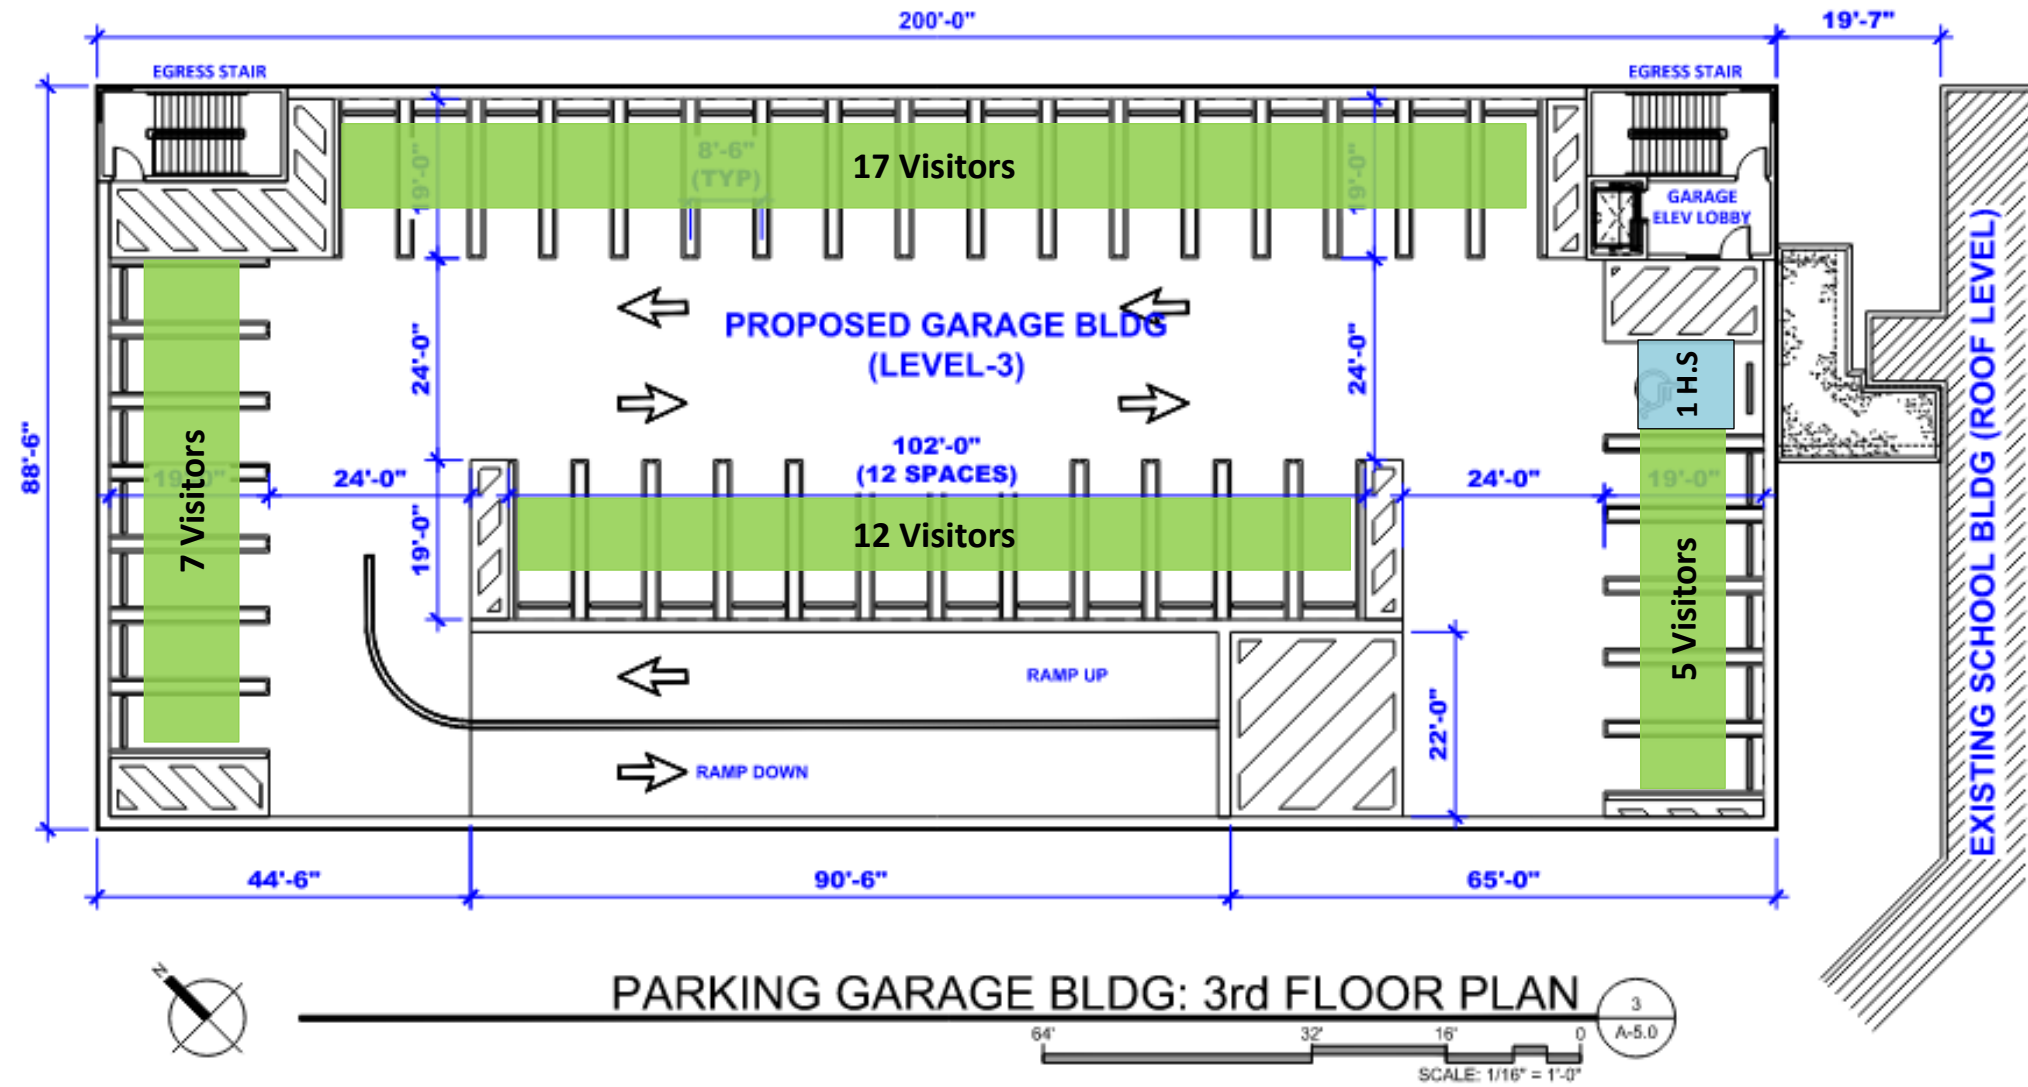 200'-0"
19'-7"
EGRESS STAIR
EGRESS STAIR
19'-0"
8'-6"
(TYP)
17 Visitors
19'-0"
GARAGE
ELEV LOBBY
88'-6"
24'-0"
PROPOSED GARAGE BLDG
(LEVEL-3)
24'-0"
1 H.S
EXISTING SCHOOL BLDG (ROOF LEVEL)
7 Visitors
19'-0"
24'-0"
102'-0"
(12 SPACES)
24'-0"
19'-0"
19'-0"
12 Visitors
5 Visitors
RAMP UP
22'-0"
RAMP DOWN
44'-6"
90'-6"
65'-0"
N
PARKING GARAGE BLDG: 3rd FLOOR PLAN
3
A-5.0
64'
32'
16'
0
SCALE: 1/16" = 1'-0"